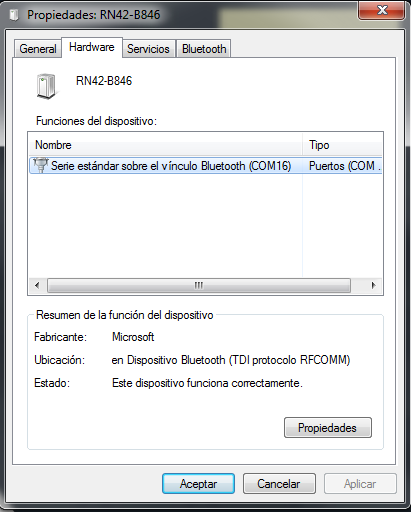 Propiedades: RN42-B846
General Hardware Servicios Bluetooth
RN42-B846
Funciones del dispositivo:
Nombre Tipo
Serie estándar sobre el vínculo Bluetooth (COM16) Puertos (COM .
Resumen de la función del dispositivo
Fabricante: Microsoft
Ubicación: en Dispositivo Bluetooth (TDI protocolo RFCOMM)
Estado: Este dispositivo funciona correctamente.
Propiedades
Aceptar Cancelar Aplicar